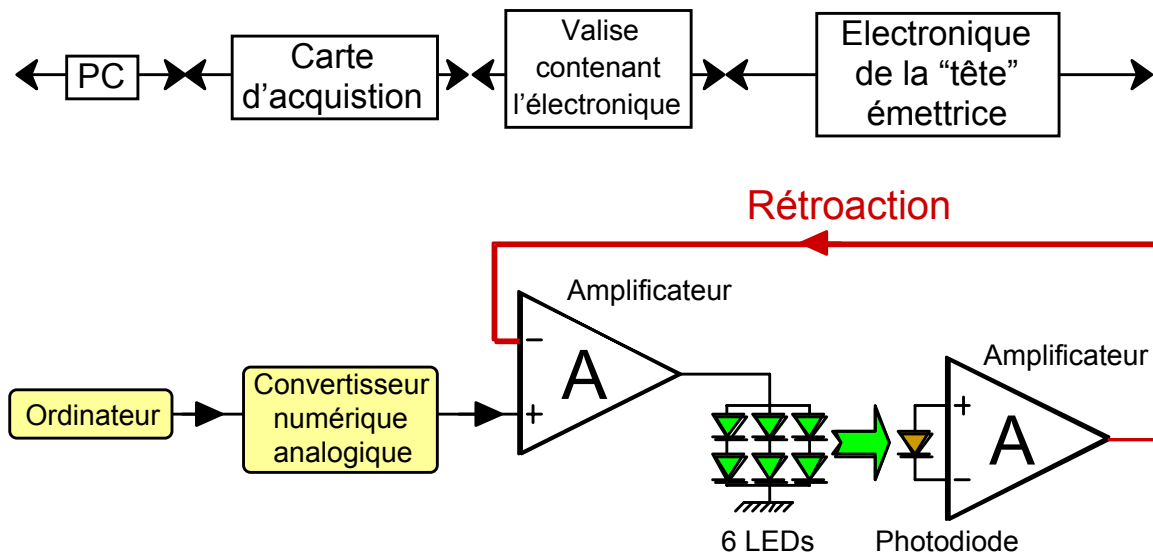 PC
Carte
d’acquistion
Valise
contenant
l’électronique
Electronique
de la “tête”
émettrice
Rétroaction
Amplificateur
−
A
+
Ordinateur
Convertisseur
numérique
analogique
Amplificateur
+
A
−
6 LEDs
Photodiode